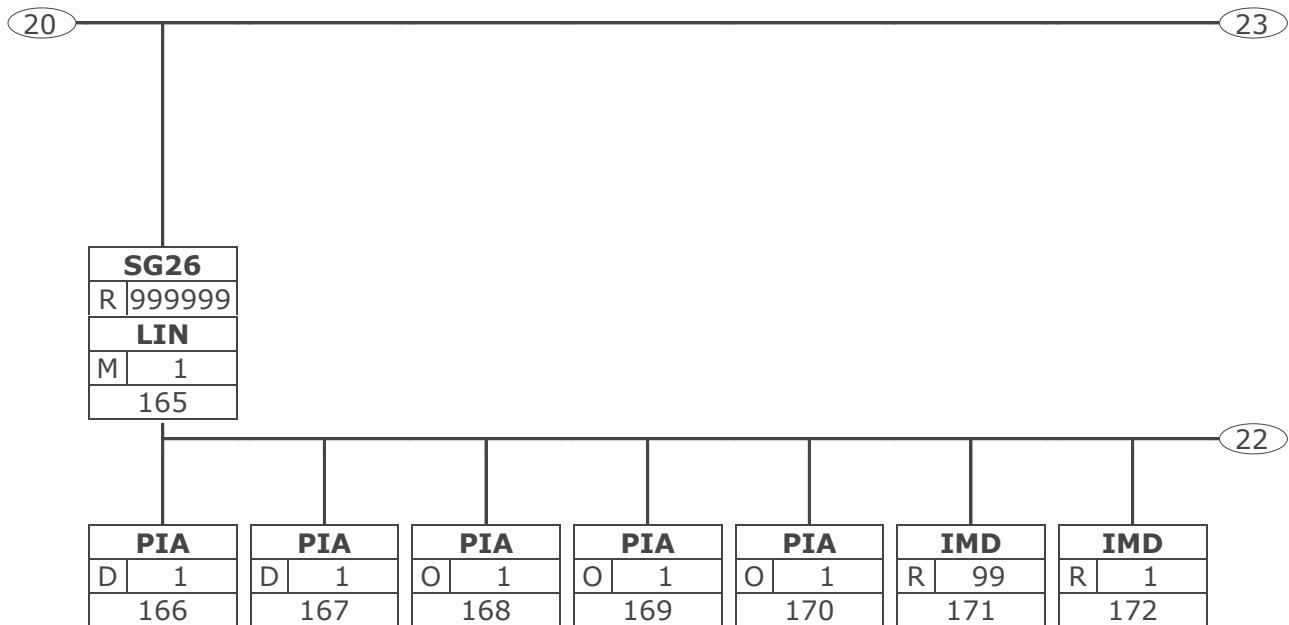 20 23
SG26
R 999999
LIN
M 1
165
22
PIA PIA PIA PIA PIA IMD IMD
D 1 D 1 O 1 O 1 O 1 R 99 R 1
166 167 168 169 170 171 172